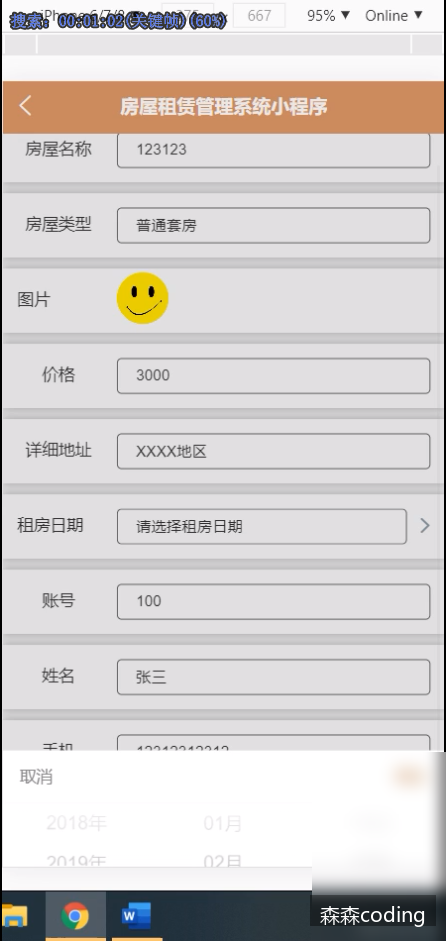 搜索: 00:01:02(关键帧)(60%)
667 95% ▼ Online ▼
房屋租赁管理系统小程序
房屋名称 123123
房屋类型 普通套房
图片
价格 3000
详细地址 XXXX地区
租房日期 请选择租房日期
账号 100
姓名 张三
手机 12312312312
取消
2018年 01月
2019年 02月
森森coding